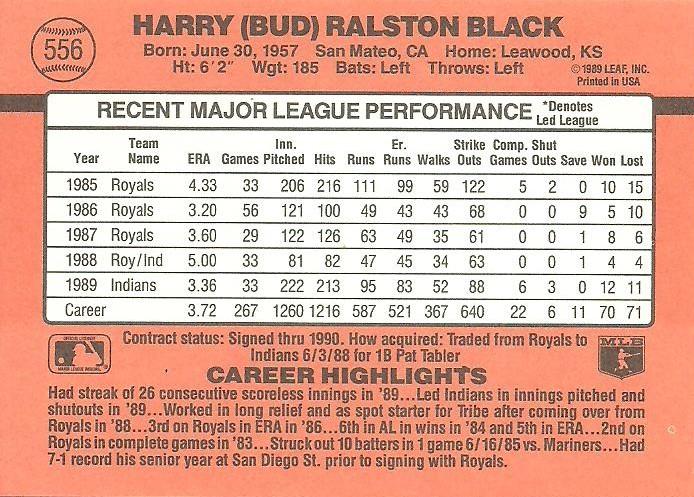 556
HARRY (BUD) RALSTON BLACK
Born: June 30, 1957 San Mateo, CA Home: Leawood, KS
Ht: 6'2" Wgt: 185 Bats: Left Throws: Left
©1989 LEAF, INC.
Printed in USA
RECENT MAJOR LEAGUE PERFORMANCE *Denotes Led League
Year Team Name ERA Games Inn. Pitched Hits Runs Er. Runs Walks Strike Outs Comp. Games Shut Outs Save Won Lost
1985 Royals 4.33 33 206 216 111 99 59 122 5 2 0 10 15
1986 Royals 3.20 56 121 100 49 43 43 68 0 0 9 5 10
1987 Royals 3.60 29 122 126 63 49 35 61 0 0 1 8 6
1988 Roy/Ind 5.00 33 81 82 47 45 34 63 0 0 1 4 4
1989 Indians 3.36 33 222 213 95 83 52 88 6 3 0 12 11
Career 3.72 267 1260 1216 587 521 367 640 22 6 11 70 71
Contract status: Signed thru 1990. How acquired: Traded from Royals to
Indians 6/3/88 for 1B Pat Tabler
MLB
CAREER HIGHLIGHTS
Had streak of 26 consecutive scoreless innings in '89...Led Indians in innings pitched and
shutouts in '89...Worked in long relief and as spot starter for Tribe after coming over from
Royals in '88...3rd on Royals in ERA in '86...6th in AL in wins in '84 and 5th in ERA...2nd on
Royals in complete games in '83...Struck out 10 batters in 1 game 6/16/85 vs. Mariners...Had
7-1 record his senior year at San Diego St. prior to signing with Royals.